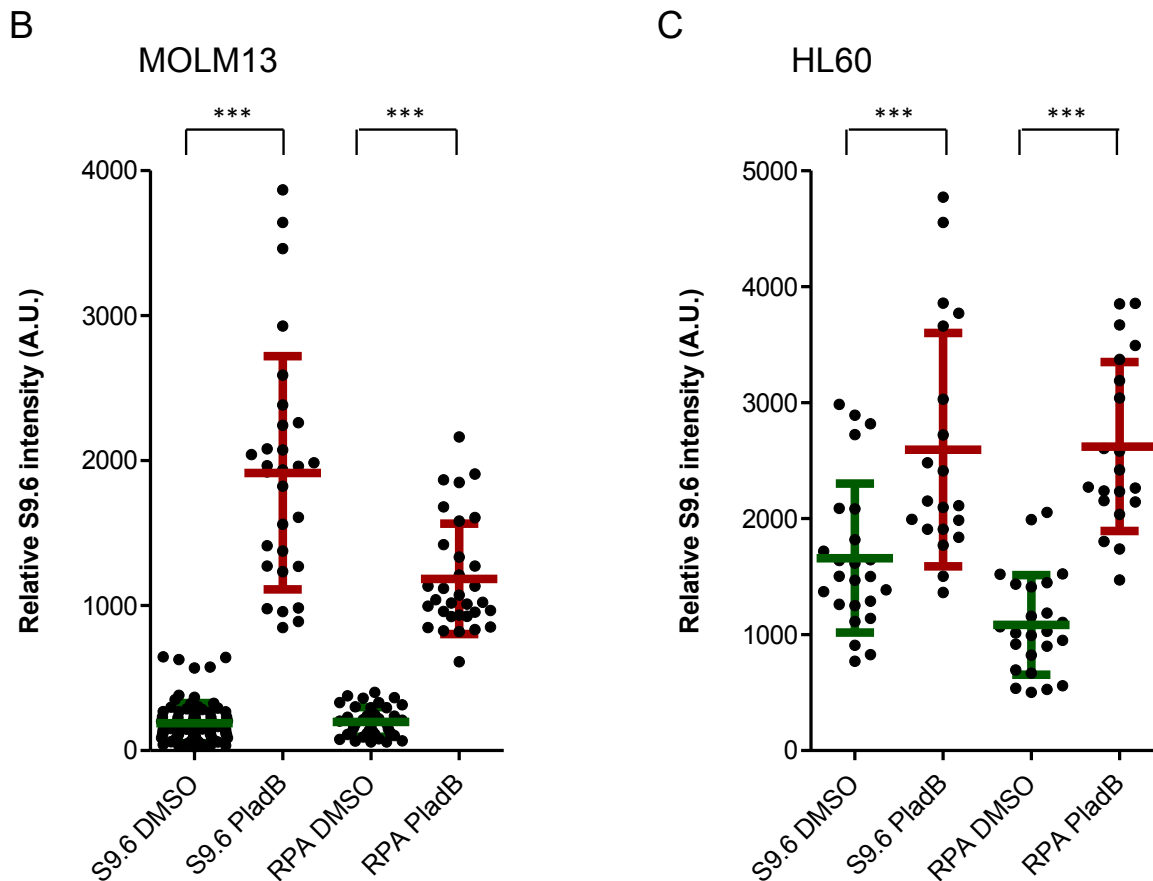 B
MOLM13
*** ***
4000
3000
2000
1000
0
Relative S9.6 intensity (A.U.)
S9.6 DMSO
S9.6 PladB
RPA DMSO
RPA PladB
C
HL60
*** ***
5000
4000
3000
2000
1000
0
Relative S9.6 intensity (A.U.)
S9.6 DMSO
S9.6 PladB
RPA DMSO
RPA PladB